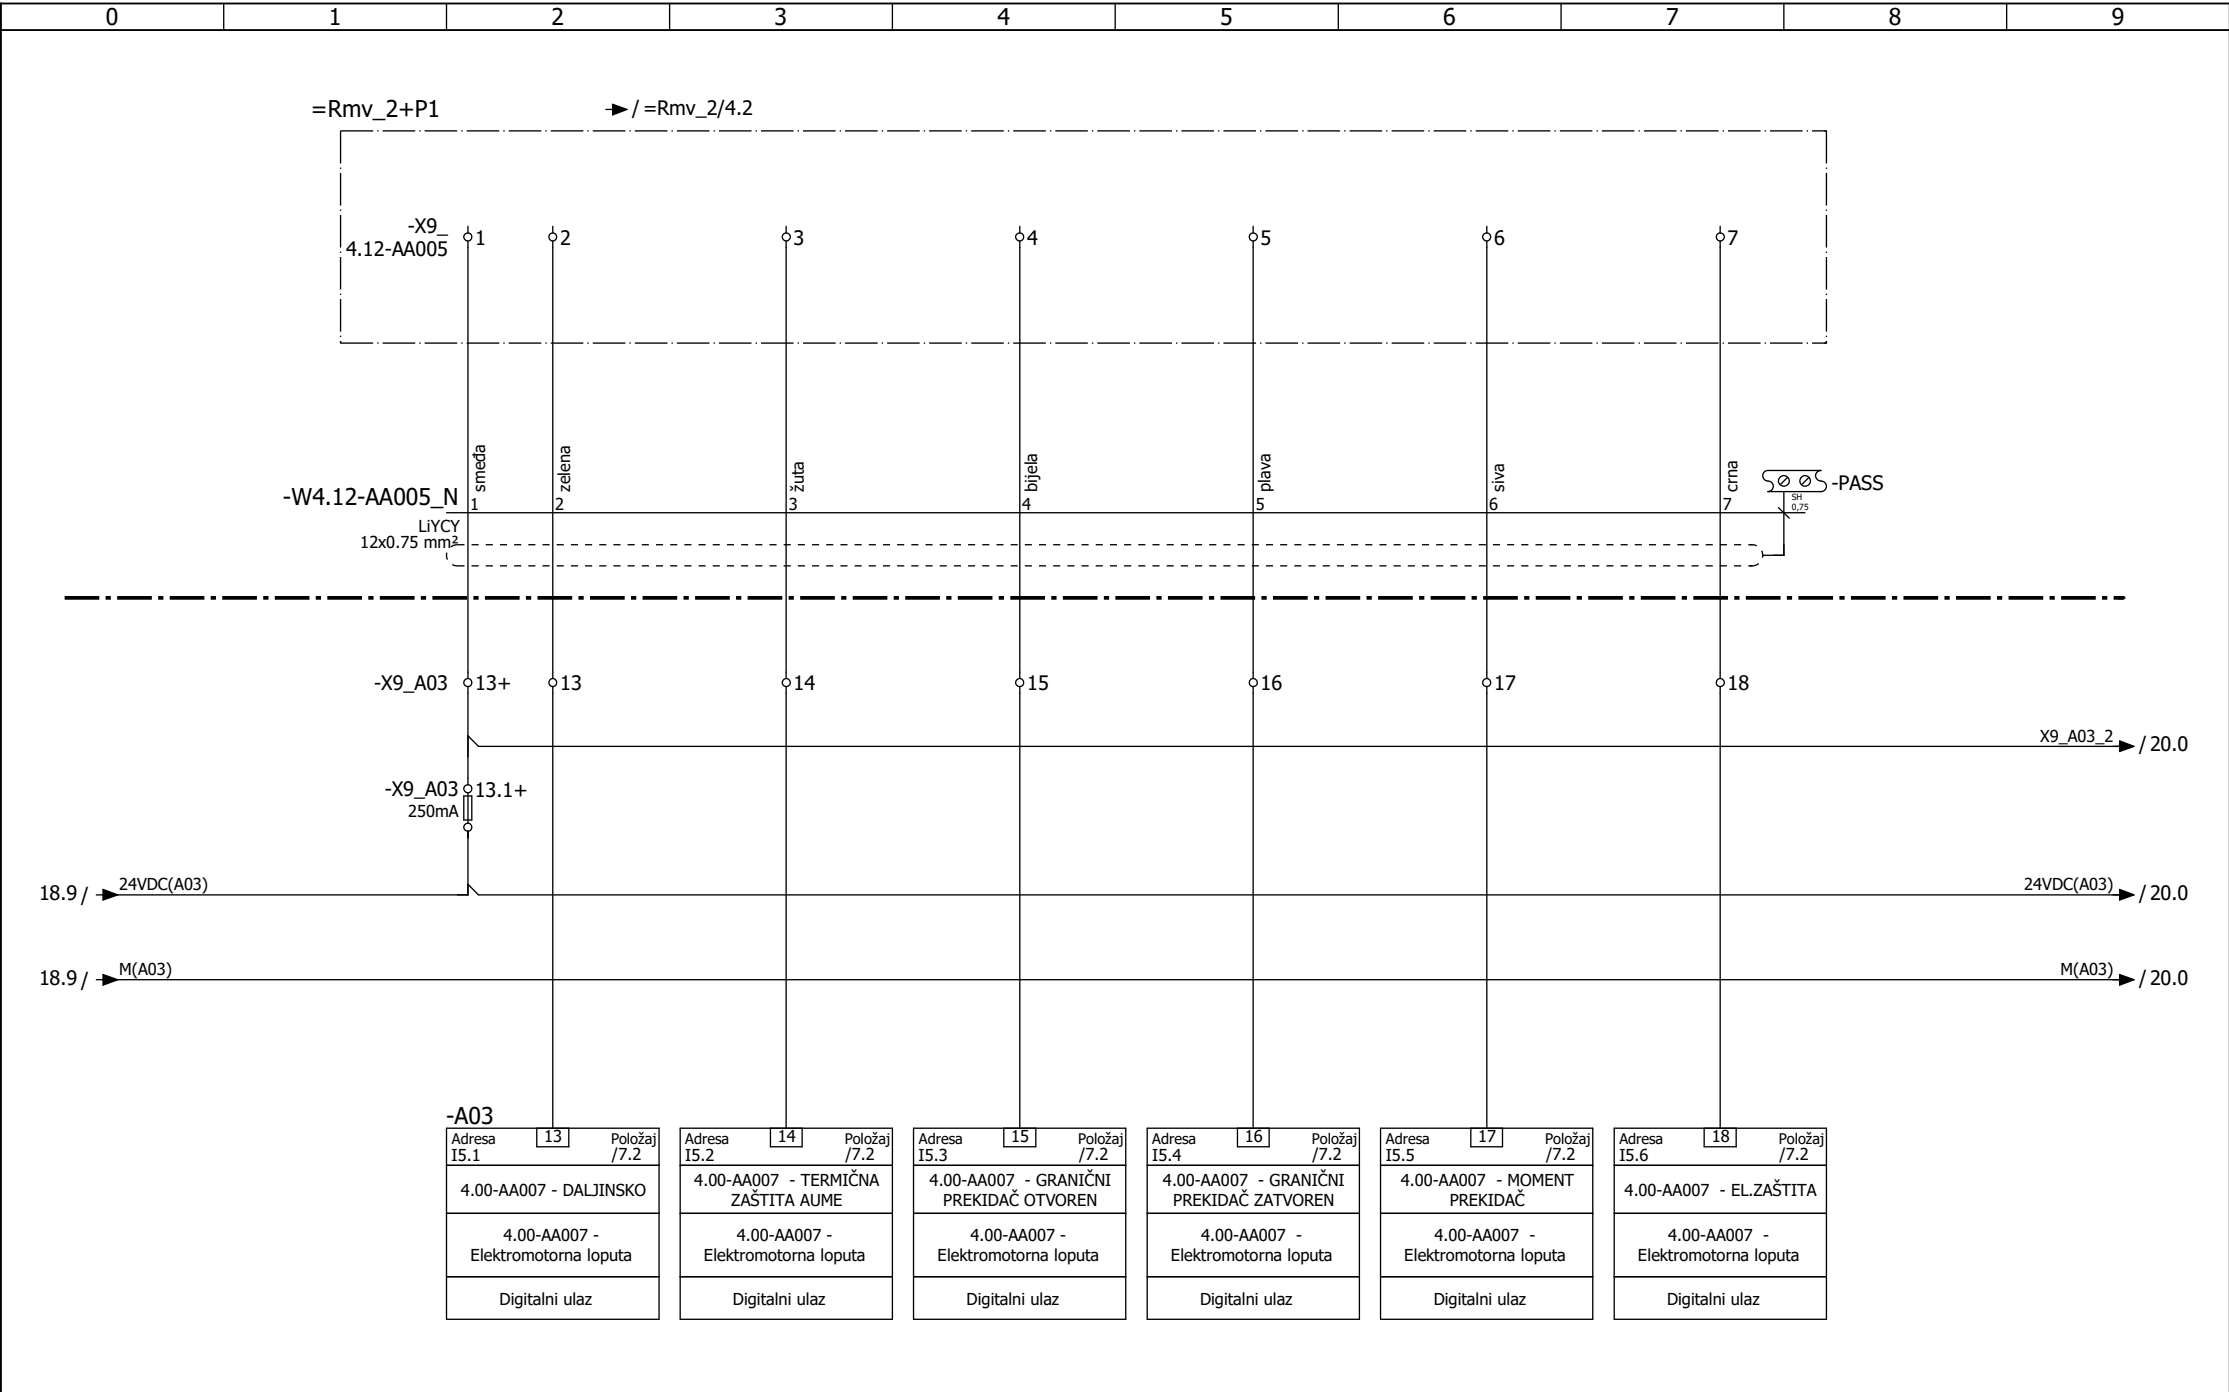 0 1 2 3 4 5 6 7 8 9
=Rmv_2+P1 / =Rmv_2/4.2
-X9_
4.12-AA005
1 2 3 4 5 6 7
smeđa zelena žuta bijela plava siva crna
-W4.12-AA005_N 1 2 3 4 5 6 7
-PASS
SH
0,75
LiYCY
12x0.75 mm²
-X9_A03 13+ 13 14 15 16 17 18
X9_A03_2 / 20.0
-X9_A03 13.1+
250mA
18.9 / 24VDC(A03) 24VDC(A03) / 20.0
18.9 / M(A03) M(A03) / 20.0
-A03
Adresa 13 Položaj
I5.1 /7.2
4.00-AA007 - DALJINSKO
4.00-AA007 -
Elektromotorna loputa
Digitalni ulaz
Adresa 14 Položaj
I5.2 /7.2
4.00-AA007 - TERMIČNA
ZAŠTITA AUME
4.00-AA007 -
Elektromotorna loputa
Digitalni ulaz
Adresa 15 Položaj
I5.3 /7.2
4.00-AA007 - GRANIČNI
PREKIDAČ OTVOREN
4.00-AA007 -
Elektromotorna loputa
Digitalni ulaz
Adresa 16 Položaj
I5.4 /7.2
4.00-AA007 - GRANIČNI
PREKIDAČ ZATVOREN
4.00-AA007 -
Elektromotorna loputa
Digitalni ulaz
Adresa 17 Položaj
I5.5 /7.2
4.00-AA007 - MOMENT
PREKIDAČ
4.00-AA007 -
Elektromotorna loputa
Digitalni ulaz
Adresa 18 Položaj
I5.6 /7.2
4.00-AA007 - EL.ZAŠTITA
4.00-AA007 -
Elektromotorna loputa
Digitalni ulaz